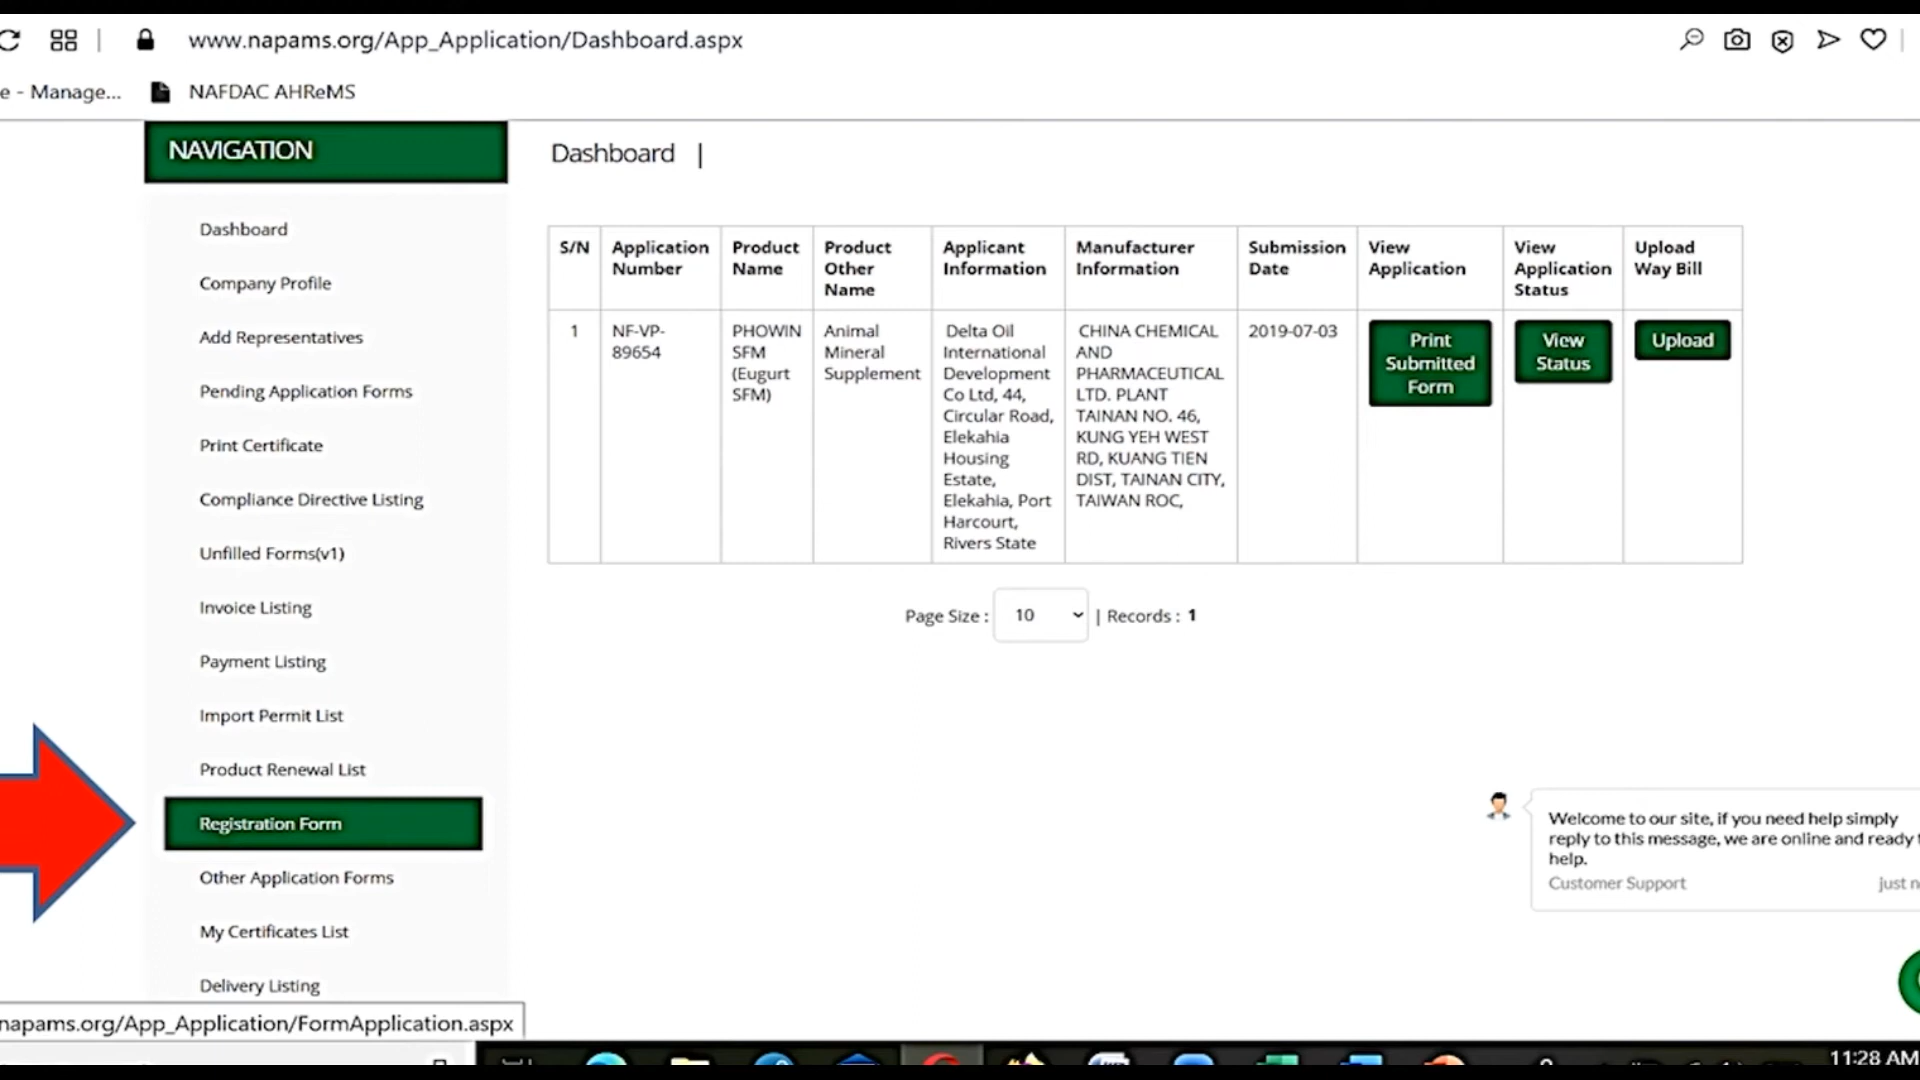 www.napams.org/App_Application/Dashboard.aspx
e - Manage...
NAFDAC AHReMS
NAVIGATION
Dashboard
Company Profile
Add Representatives
Pending Application Forms
Print Certificate
Compliance Directive Listing
Unfilled Forms(v1)
Invoice Listing
Payment Listing
Import Permit List
Product Renewal List
Registration Form
Other Application Forms
My Certificates List
Delivery Listing
Dashboard |
S/N
Application
Number
Product
Name
Product
Other
Name
Applicant
Information
Manufacturer
Information
Submission
Date
View
Application
View
Application
Status
Upload
Way Bill
1
NF-VP-
89654
PHOWIN
SFM
(Eugurt
SFM)
Animal
Mineral
Supplement
Delta Oil
International
Development
Co Ltd, 44,
Circular Road,
Elekahia
Housing
Estate,
Elekahia, Port
Harcourt,
Rivers State
CHINA CHEMICAL
AND
PHARMACEUTICAL
LTD. PLANT
TAINAN NO. 46,
KUNG YEH WEST
RD, KUANG TIEN
DIST, TAINAN CITY,
TAIWAN ROC,
2019-07-03
Print
Submitted
Form
View
Status
Upload
Page Size : 10 | Records : 1
Welcome to our site, if you need help simply
reply to this message, we are online and ready
help.
Customer Support
just
napams.org/App_Application/FormApplication.aspx
11:28 AM